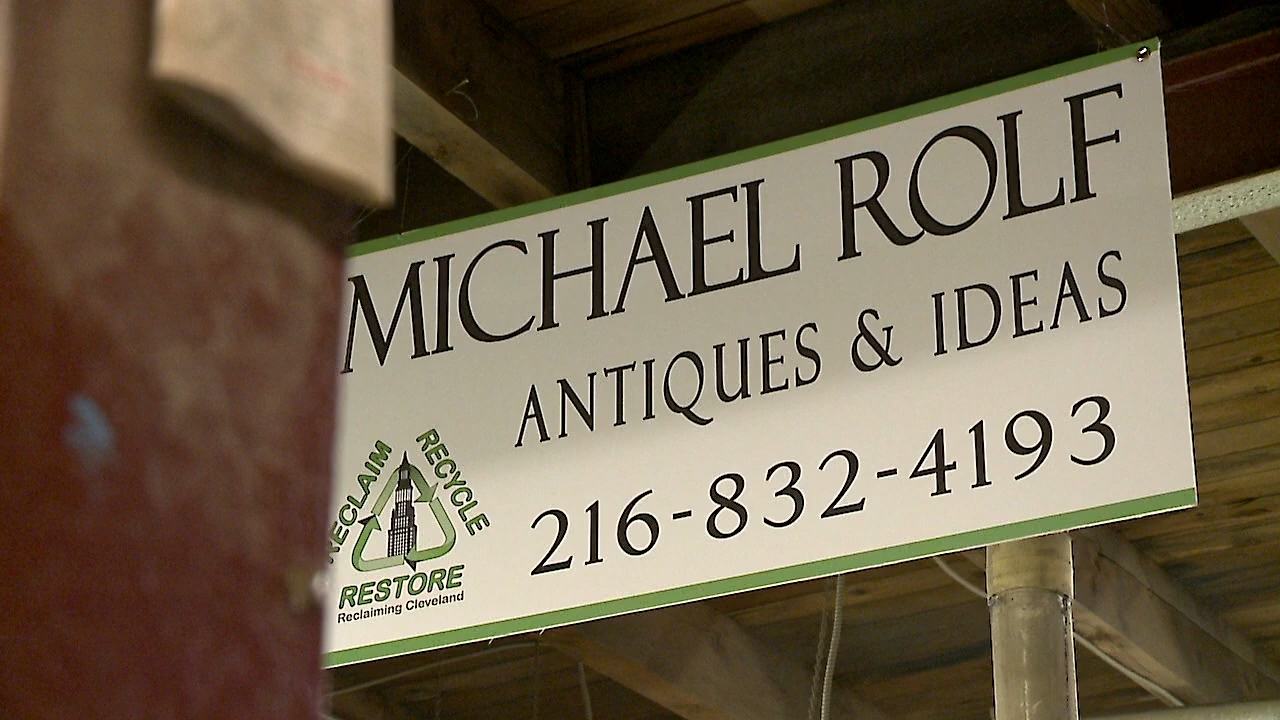 MICHAEL ROLF
ANTIQUES & IDEAS
216-832-4193
RECLAIM
RECYCLE
RESTORE
Reclaiming Cleveland